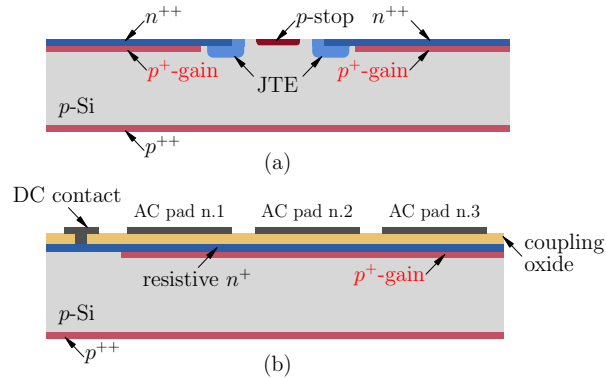 n++ p-stop n++
p+-gain JTE p+-gain
p-Si
p++
(a)
DC contact
AC pad n.1 AC pad n.2 AC pad n.3
coupling
oxide
resistive n+ p+-gain
p-Si
p++
(b)